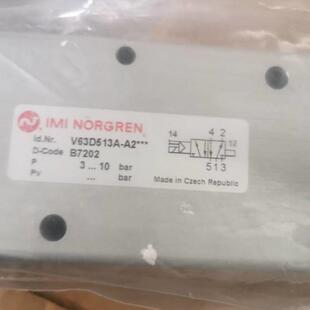 IMI NORGREN
Id.Nr. V63D513A-A2***
D-Code B7202
P 3 ... 10 bar
Pv ... bar
14 4 2
12
5 1 3
Made in Czech Republic